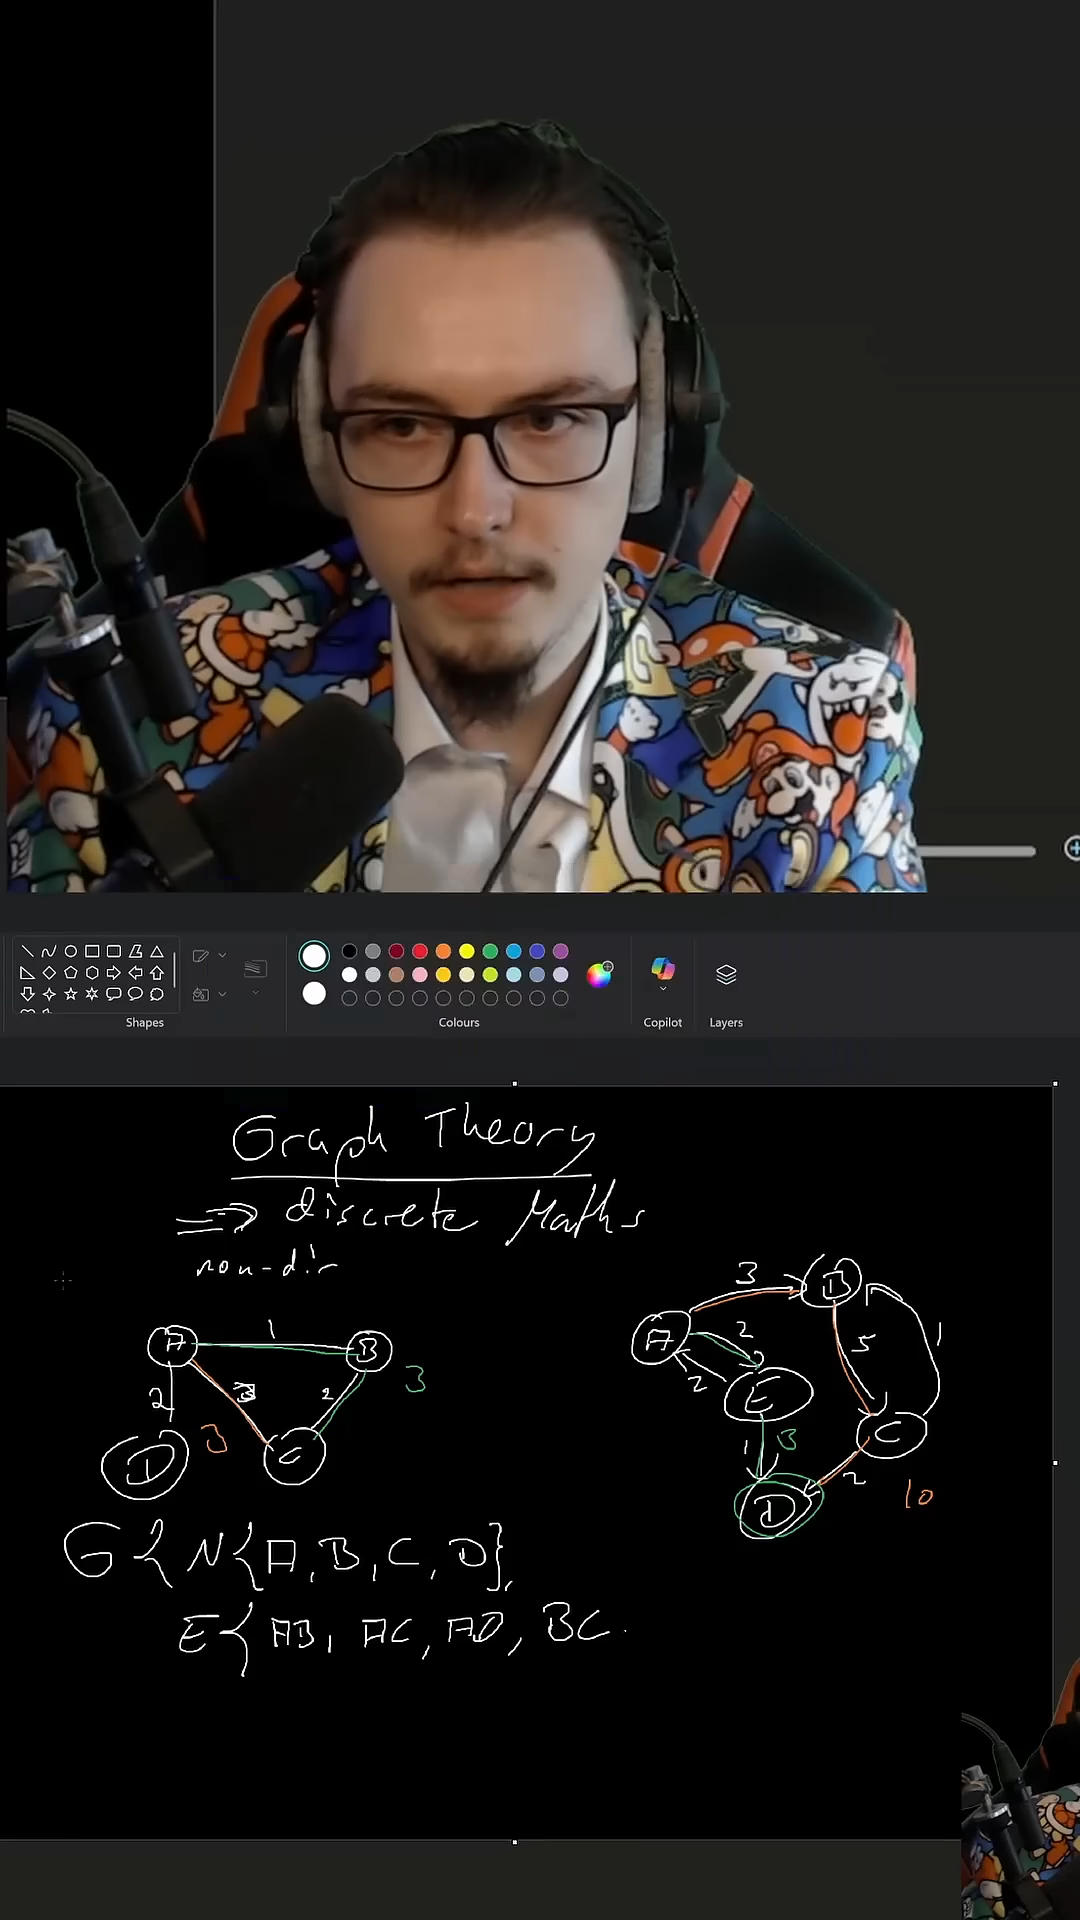 Shapes
Colours
Copilot
Layers
Graph Theory
=> discrete Maths
non-dir
A 1 B
2 3 2 3
D 3 C
3 B
A 2 5 1
2 E
1 3 C
D 2 10
G{ N{A, B, C, D},
E{ AB, AC, AD, BC.